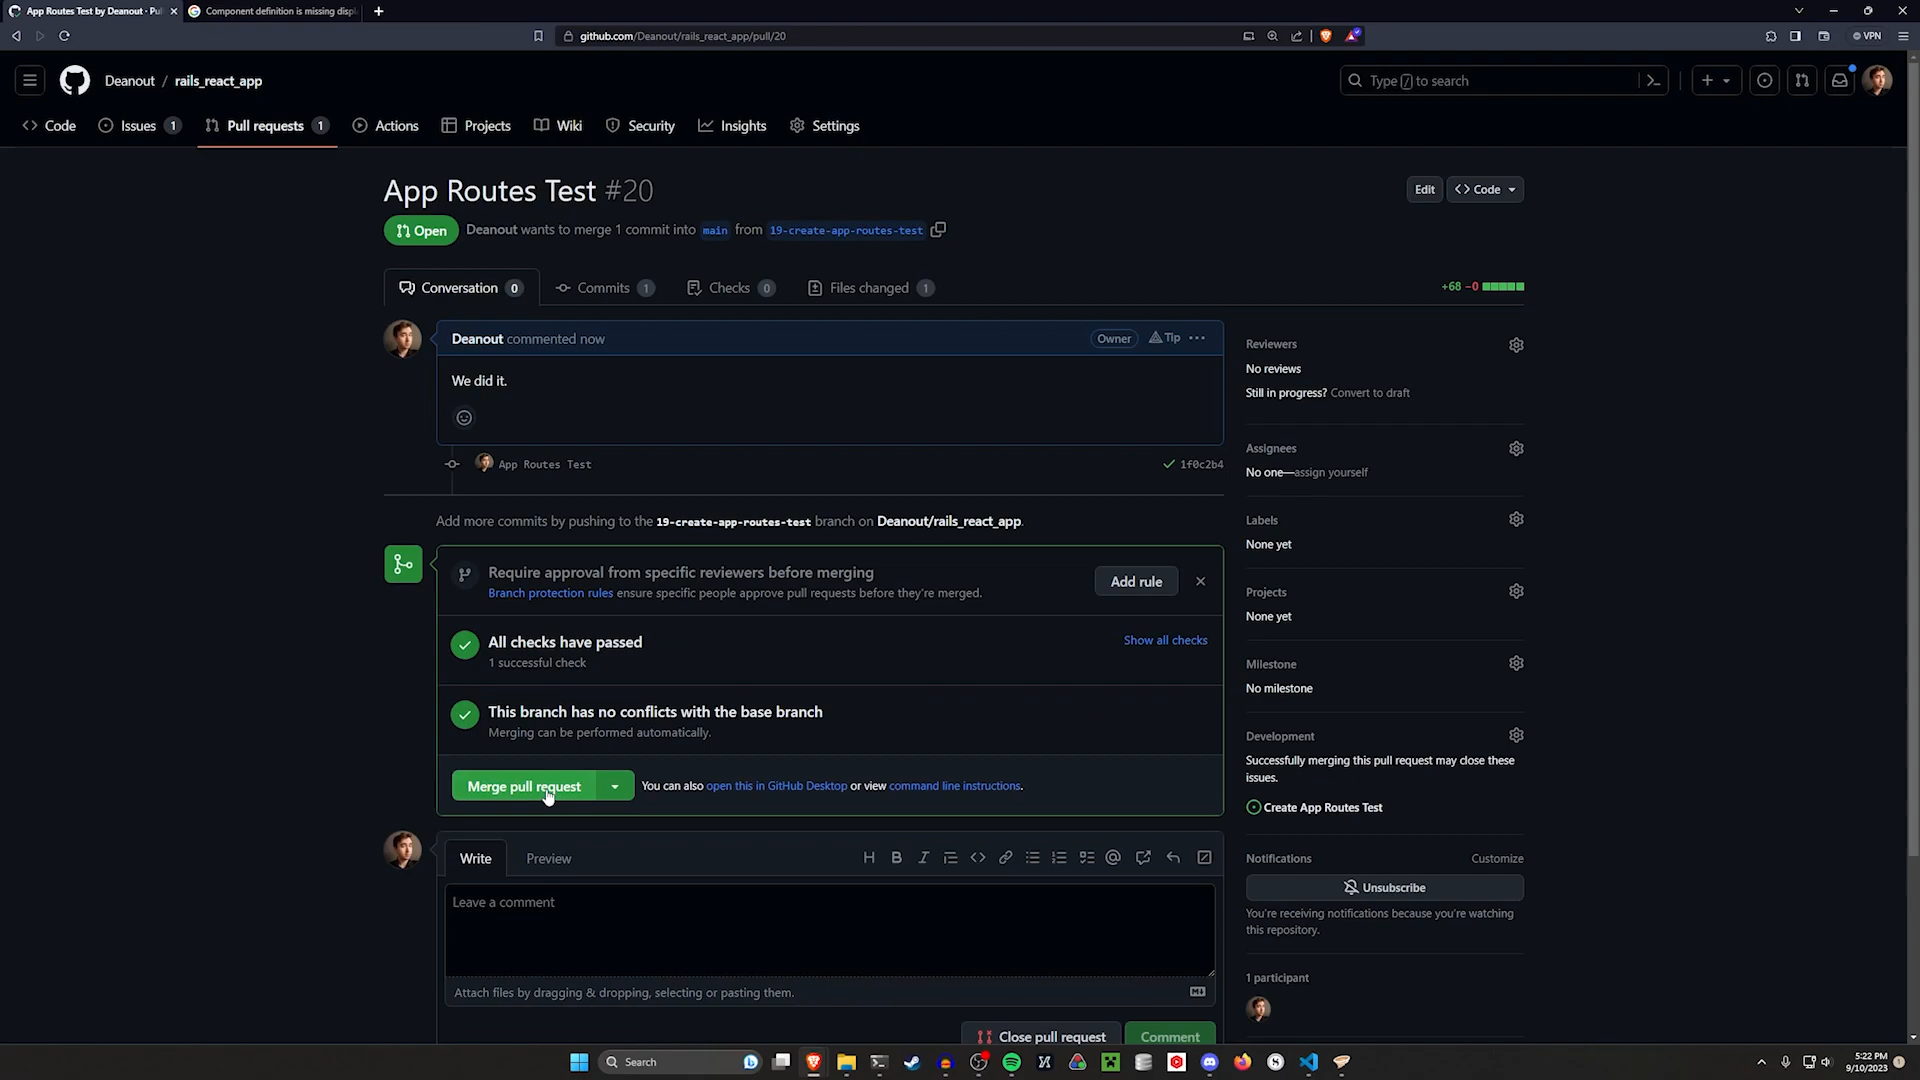 App Routes Test by Deanout · Pul
Component definition is missing displ
github.com/Deanout/rails_react_app/pull/20
VPN
Deanout / rails_react_app
Type / to search
Code
Issues 1
Pull requests 1
Actions
Projects
Wiki
Security
Insights
Settings
App Routes Test #20
Edit
Code
Open
Deanout wants to merge 1 commit into main from 19-create-app-routes-test
Conversation 0
Commits 1
Checks 0
Files changed 1
+68 −0
Deanout commented now
Owner
Tip
We did it.
App Routes Test
1f0c2b4
Add more commits by pushing to the 19-create-app-routes-test branch on Deanout/rails_react_app.
Require approval from specific reviewers before merging
Branch protection rules ensure specific people approve pull requests before they're merged.
Add rule
All checks have passed
1 successful check
Show all checks
This branch has no conflicts with the base branch
Merging can be performed automatically.
Merge pull request
You can also open this in GitHub Desktop or view command line instructions.
Write
Preview
Leave a comment
Attach files by dragging & dropping, selecting or pasting them.
Close pull request
Comment
Reviewers
No reviews
Still in progress? Convert to draft
Assignees
No one—assign yourself
Labels
None yet
Projects
None yet
Milestone
No milestone
Development
Successfully merging this pull request may close these
issues.
Create App Routes Test
Notifications
Customize
Unsubscribe
You're receiving notifications because you're watching
this repository.
1 participant
Search
5:22 PM
9/10/2023